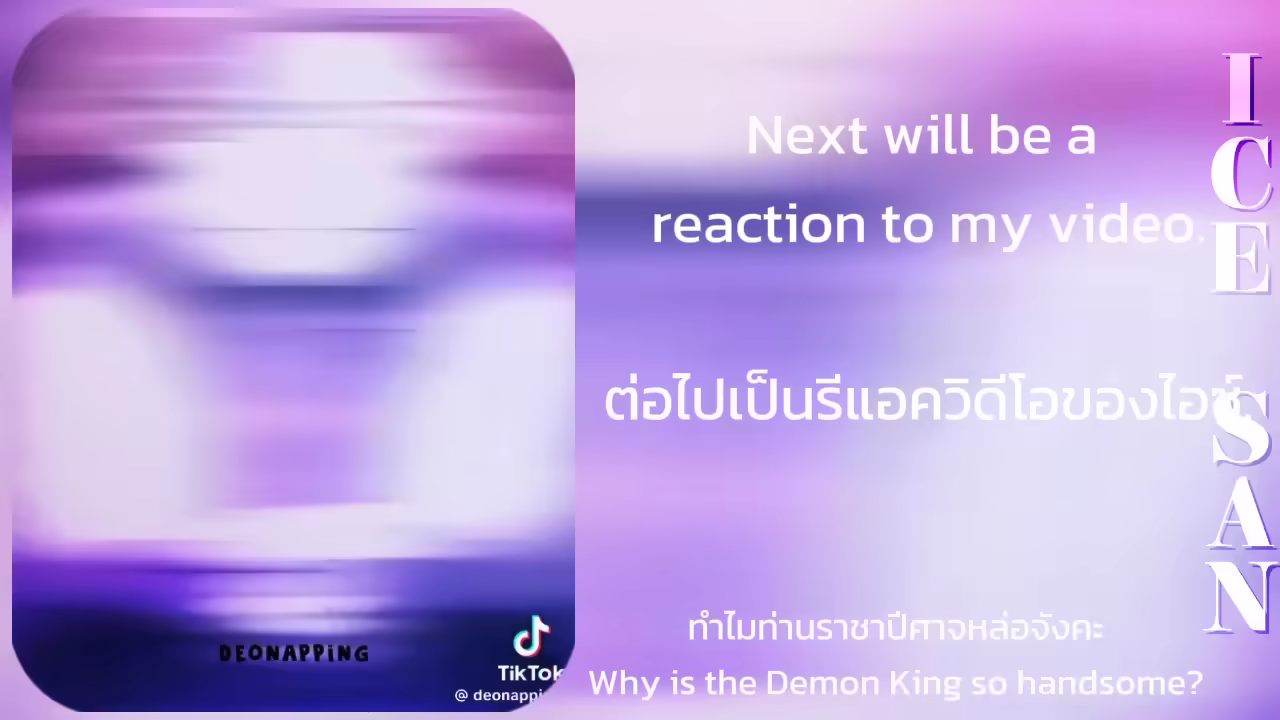 Next will be a
reaction to my video.
ต่อไปเป็นรีแอควิดีโอของไอซ์
ทำไมท่านราชาปีศาจหล่อจังคะ
Why is the Demon King so handsome?
ICE SAN
DEONAPPiNG
TikTok